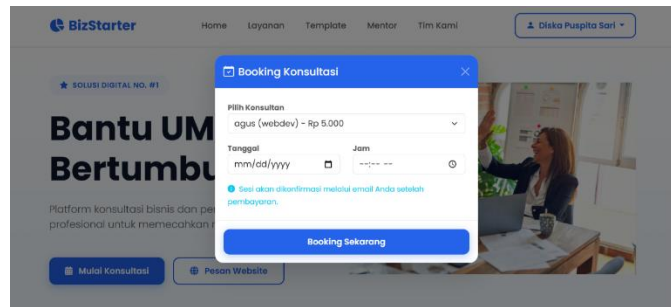 BizStarter
Home Layanan Template Mentor Tim Kami
Diska Puspita Sari
SOLUSI DIGITAL NO. #1
Bantu UM
Bertumbu
Platform konsultasi bisnis dan
profesional untuk memecahkan
Mulai Konsultasi
Pesan Website
Booking Konsultasi
Pilih Konsultan
agus (webdev) - Rp 5.000
Tanggal Jam
mm/dd/yyyy --:-- --
Sesi akan dikonfirmasi melalui email Anda setelah
pembayaran.
Booking Sekarang